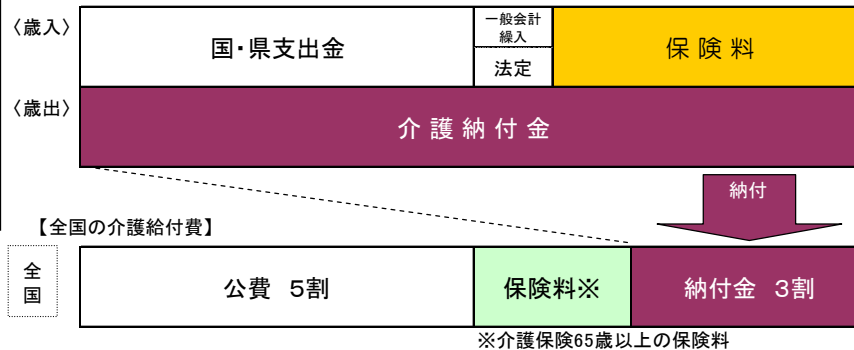 〈歳入〉
国・県支出金
一般会計
繰入
法定
保 険 料
〈歳出〉
介 護 納 付 金
納付
【全国の介護給付費】
全
国
公費 5割
保険料※
納付金 3割
※介護保険65歳以上の保険料